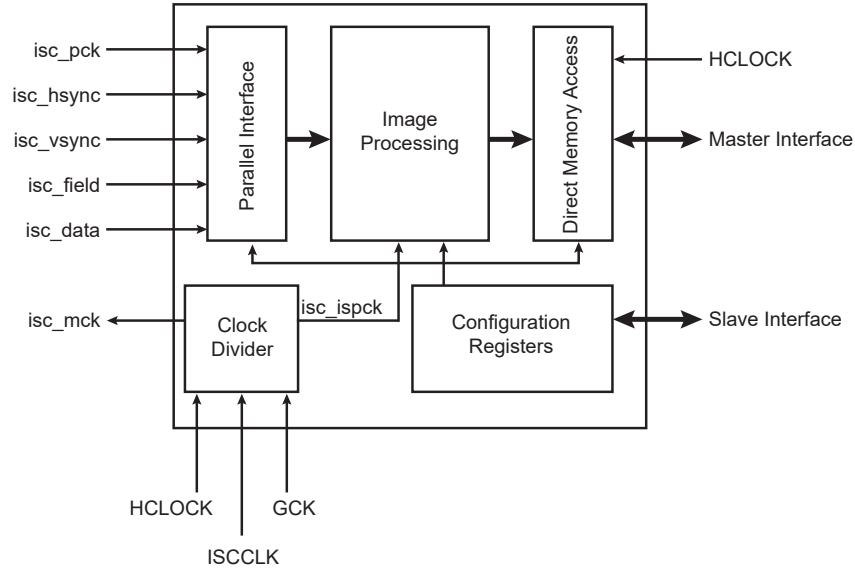 isc_pck
isc_hsync
isc_vsync
isc_field
isc_data
Parallel Interface
Image
Processing
Direct Memory Access
HCLOCK
Master Interface
isc_mck
Clock
Divider
isc_ispck
Configuration
Registers
Slave Interface
HCLOCK
GCK
ISCCLK